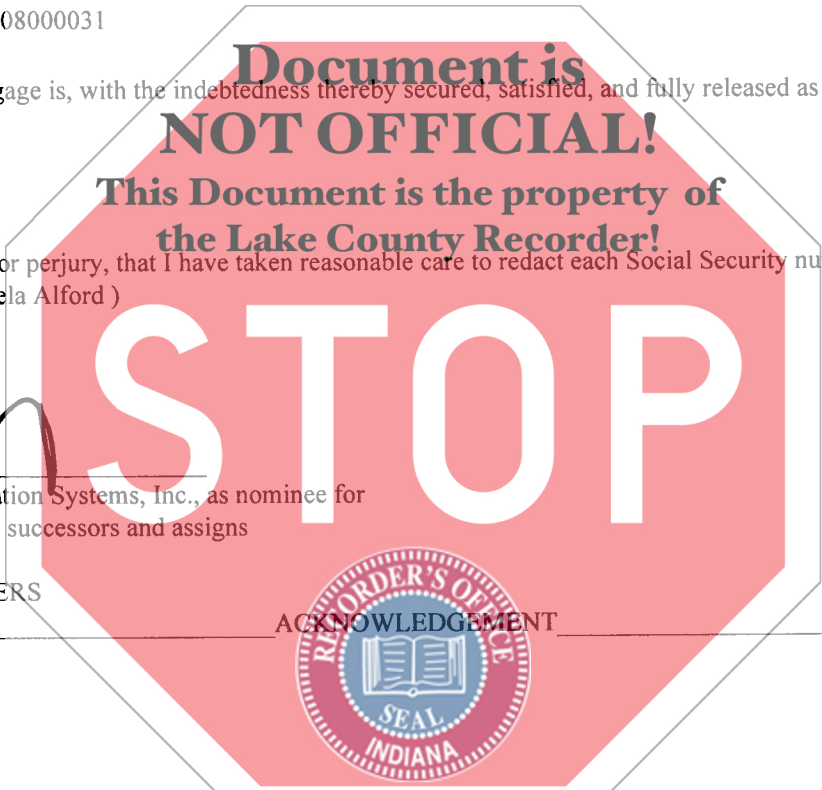 08000031
Document is
gage is, with the indebtedness thereby secured, satisfied, and fully released as
NOT OFFICIAL!
This Document is the property of
the Lake County Recorder!
or perjury, that I have taken reasonable care to redact each Social Security nu
ela Alford )
STOP
ation Systems, Inc., as nominee for
successors and assigns
ERS
ACKNOWLEDGEMENT
RECORDER'S OFFICE
SEAL
INDIANA